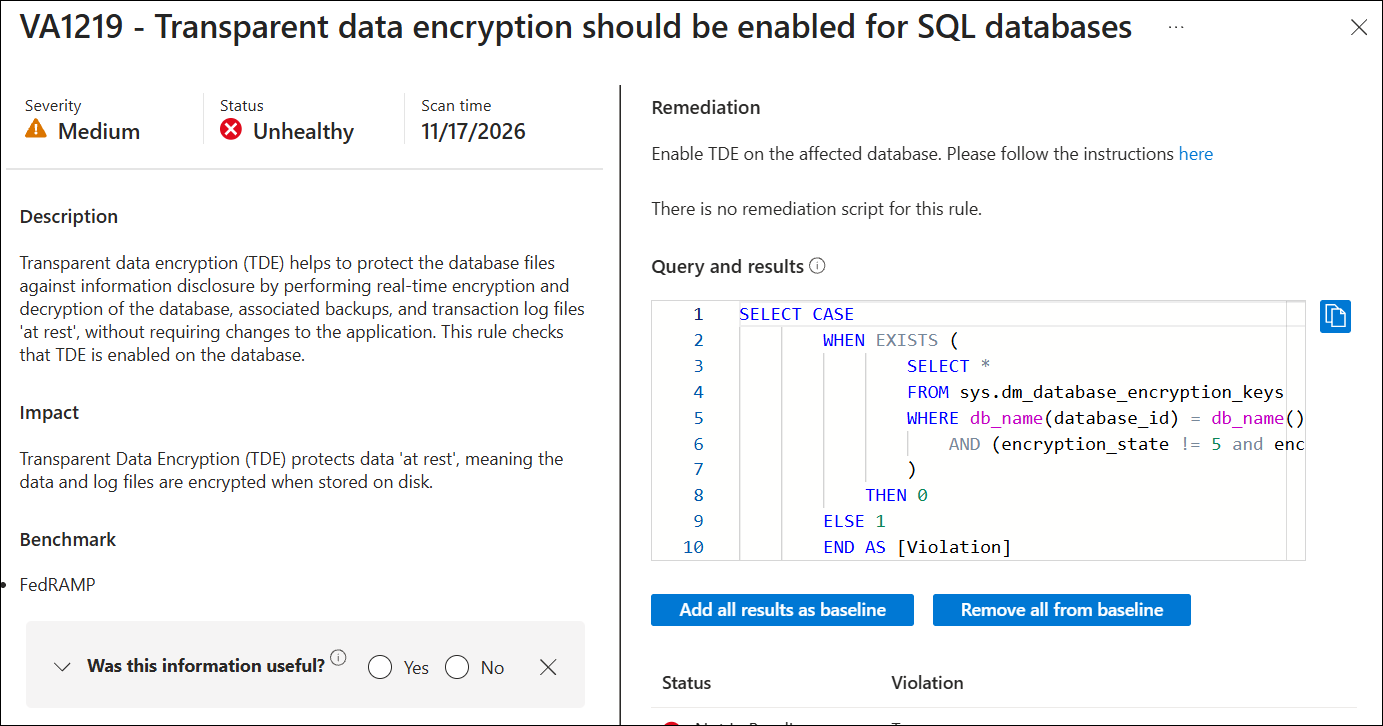 VA1219 - Transparent data encryption should be enabled for SQL databases ...
Severity
Medium
Status
Unhealthy
Scan time
11/17/2026
Description
Transparent data encryption (TDE) helps to protect the database files
against information disclosure by performing real-time encryption and
decryption of the database, associated backups, and transaction log files
'at rest', without requiring changes to the application. This rule checks
that TDE is enabled on the database.
Impact
Transparent Data Encryption (TDE) protects data 'at rest', meaning the
data and log files are encrypted when stored on disk.
Benchmark
• FedRAMP
Was this information useful?
Yes
No
Remediation
Enable TDE on the affected database. Please follow the instructions here
There is no remediation script for this rule.
Query and results
1 SELECT CASE
2 WHEN EXISTS (
3 SELECT *
4 FROM sys.dm_database_encryption_keys
5 WHERE db_name(database_id) = db_name()
6 AND (encryption_state != 5 and enc
7 )
8 THEN 0
9 ELSE 1
10 END AS [Violation]
Add all results as baseline
Remove all from baseline
Status Violation